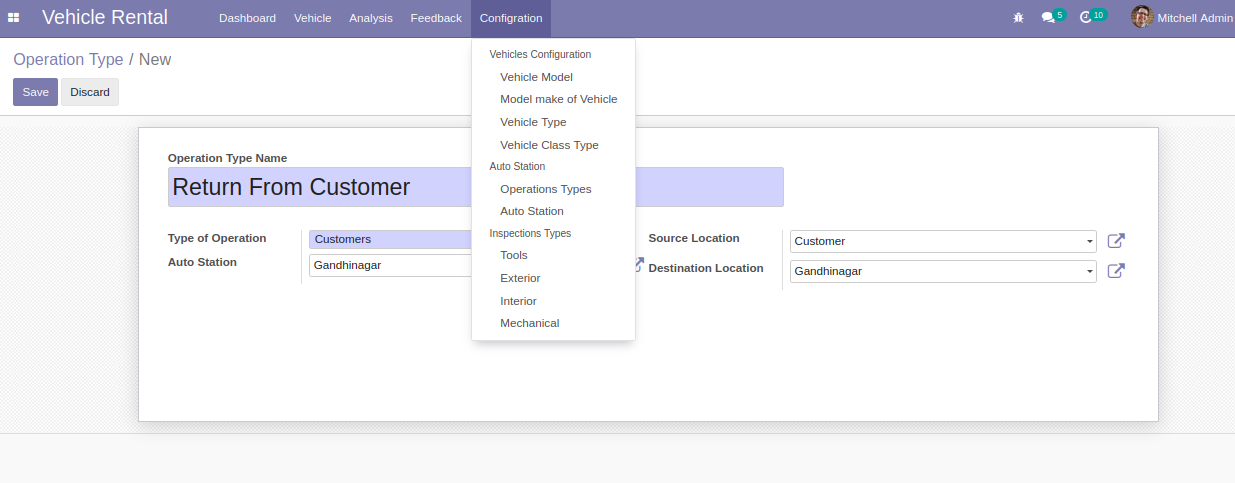 Vehicle Rental Dashboard Vehicle Analysis Feedback Configration 5 10 Mitchell Admin
Operation Type / New
Save Discard
Vehicles Configuration
Vehicle Model
Model make of Vehicle
Vehicle Type
Vehicle Class Type
Auto Station
Operations Types
Auto Station
Inspections Types
Tools
Exterior
Interior
Mechanical
Operation Type Name
Return From Customer
Type of Operation Customers
Auto Station Gandhinagar
Source Location Customer
Destination Location Gandhinagar